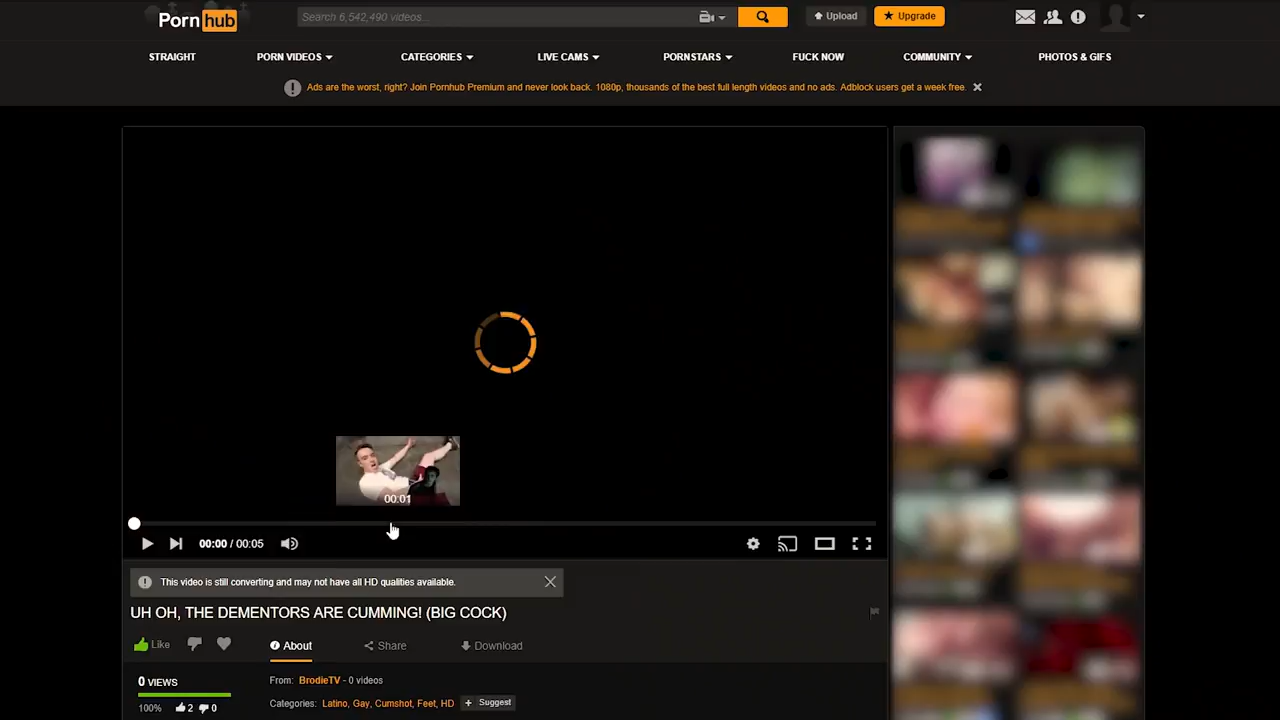 Porn hub
Search 6,542,490 videos...
Upload
Upgrade
STRAIGHT
PORN VIDEOS
CATEGORIES
LIVE CAMS
PORNSTARS
FUCK NOW
COMMUNITY
PHOTOS & GIFS
Ads are the worst, right? Join Pornhub Premium and never look back. 1080p, thousands of the best full length videos and no ads. Adblock users get a week free.
00:01
00:00 / 00:05
This video is still converting and may not have all HD qualities available.
UH OH, THE DEMENTORS ARE CUMMING! (BIG COCK)
Like
About
Share
Download
0 VIEWS
From: BrodieTV - 0 videos
100% 2 0
Categories: Latino, Gay, Cumshot, Feet, HD + Suggest